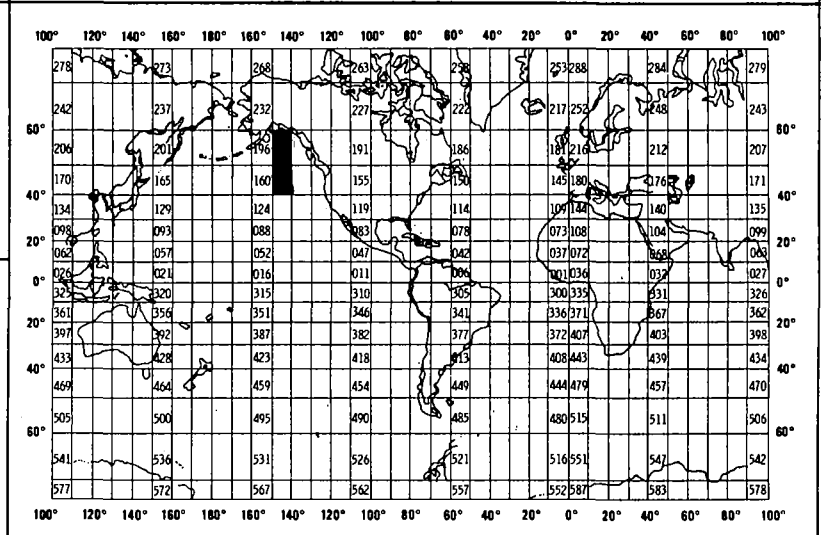 100° 120° 140° 160° 180° 160° 140° 120° 100° 80° 60° 40° 20° 0° 20° 40° 60° 80° 100°
278 273 268 263 258 253 288 284 279
242 237 232 227 222 217 252 248 243
60° 60°
206 201 196 191 186 181 216 212 207
170 165 160 155 150 145 180 176 171
40° 40°
134 129 124 119 114 109 144 140 135
098 093 088 083 078 073 108 104 099
20° 20°
062 057 052 047 042 037 072 068 063
026 021 016 011 006 001 036 032 027
0° 0°
325 320 315 310 305 300 335 331 326
361 356 351 346 341 336 371 367 362
20° 20°
397 392 387 382 377 372 407 403 398
433 428 423 418 413 408 443 439 434
40° 40°
469 464 459 454 449 444 479 457 470
505 500 495 490 485 480 515 511 506
60° 60°
541 536 531 526 521 516 551 547 542
577 572 567 562 557 552 587 583 578
100° 120° 140° 160° 180° 160° 140° 120° 100° 80° 60° 40° 20° 0° 20° 40° 60° 80° 100°